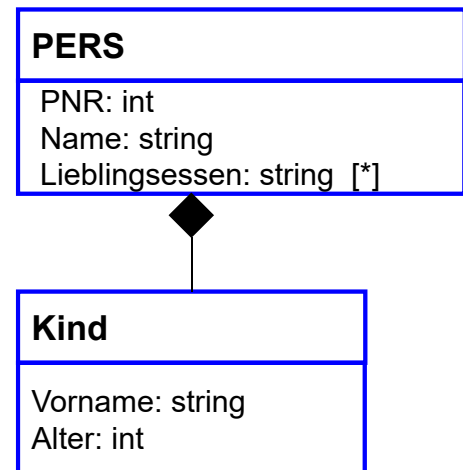 PERS
PNR: int
Name: string
Lieblingsessen: string [*]
Kind
Vorname: string
Alter: int